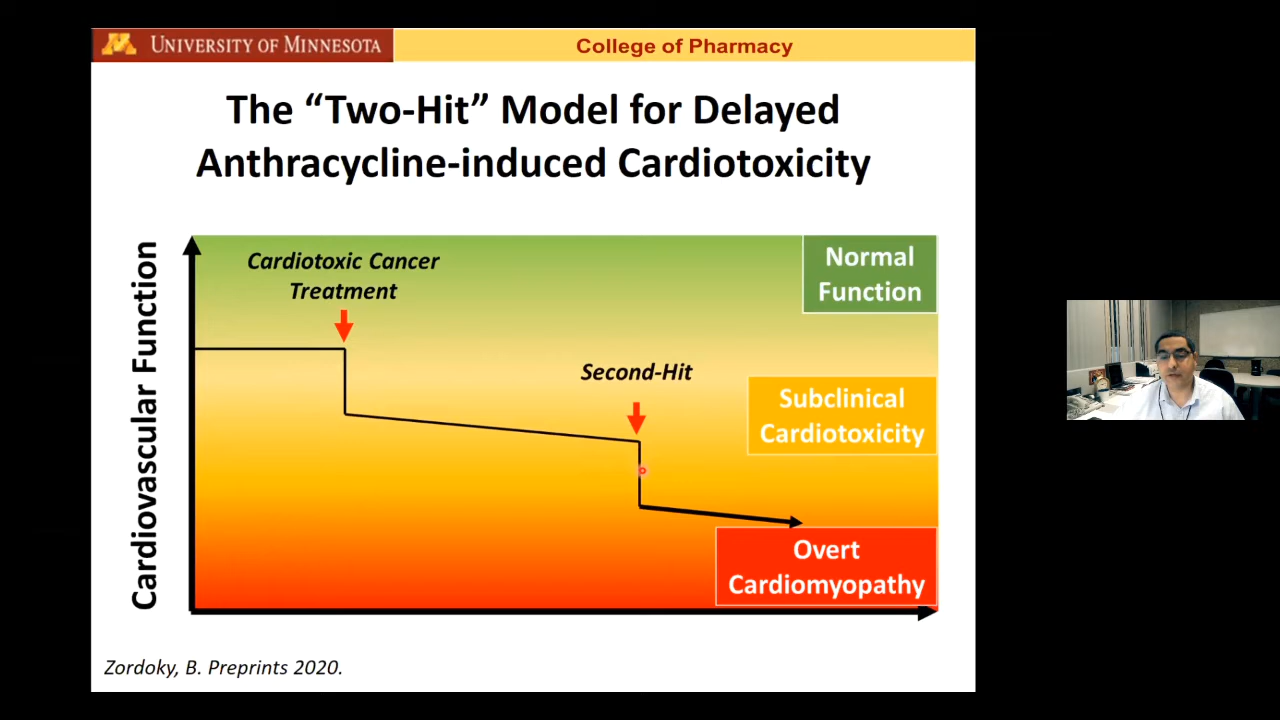 UNIVERSITY OF MINNESOTA
College of Pharmacy
The “Two-Hit” Model for Delayed
Anthracycline-induced Cardiotoxicity
Cardiovascular Function
Cardiotoxic Cancer
Treatment
Second-Hit
Normal
Function
Subclinical
Cardiotoxicity
Overt
Cardiomyopathy
Zordoky, B. Preprints 2020.